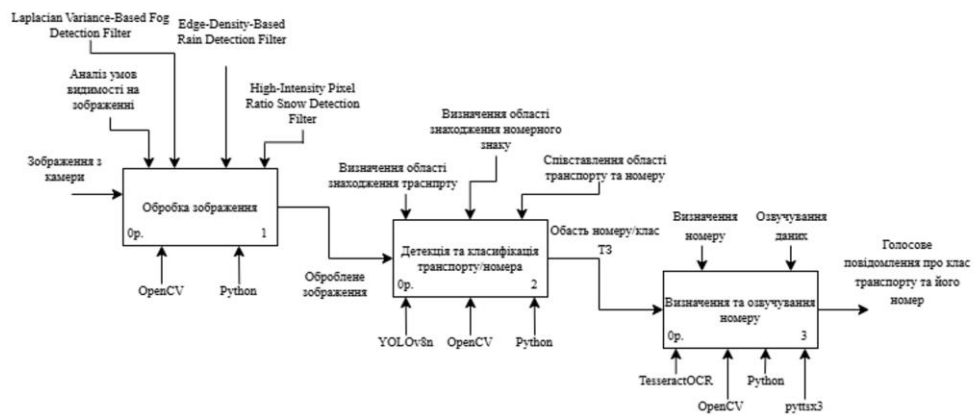 Laplacian Variance-Based Fog
Detection Filter
Edge-Density-Based
Rain Detection Filter
Аналіз умов
видимості на
зображенні
High-Intensity Pixel
Ratio Snow Detection
Filter
Зображення з
камери
Обробка зображення
0р.
1
OpenCV
Python
Оброблене
зображення
Визначення області
знаходження траснпрту
Визначення області
знаходження номерного
знаку
Співставлення області
транспорту та номеру
Детекція та класифікація
транспорту/номера
0р.
2
YOLOv8n
OpenCV
Python
Обасть номеру/клас
ТЗ
Визначення
номеру
Озвучування
даних
Визначення та озвучування
номеру
0р.
3
TesseractOCR
OpenCV
Python
pyttsx3
Голосове
повідомлення про клас
транспорту та його
номер